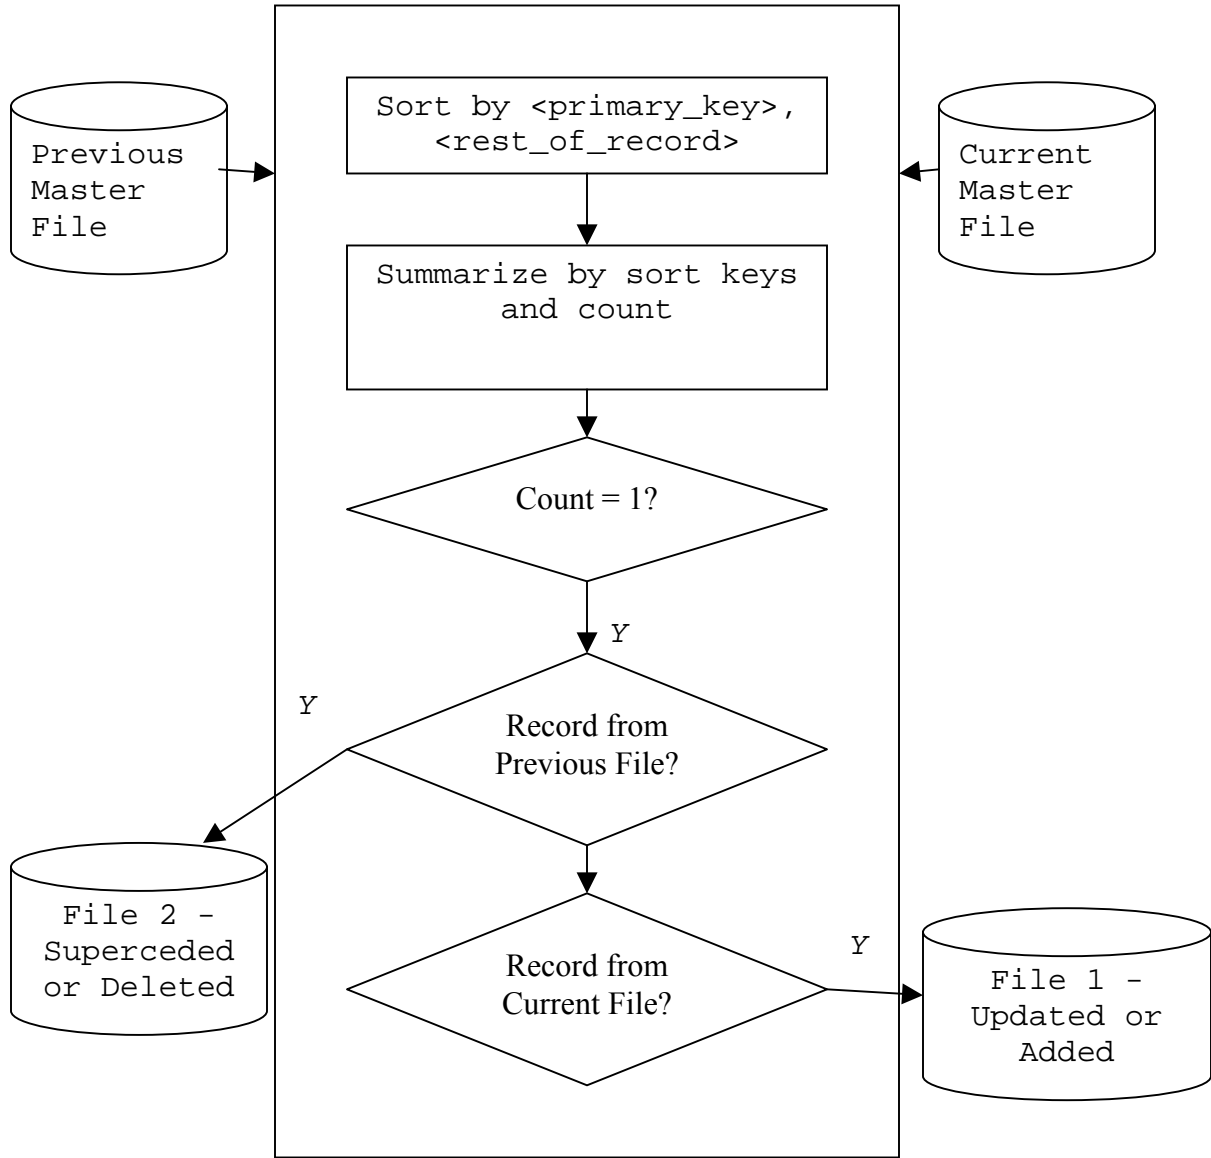 Sort by <primary_key>,
<rest_of_record>
Previous
Master
File
Current
Master
File
Summarize by sort keys
and count
Count = 1?
Y
Y
Record from
Previous File?
File 2 -
Superceded
or Deleted
Record from
Current File?
Y
File 1 -
Updated or
Added